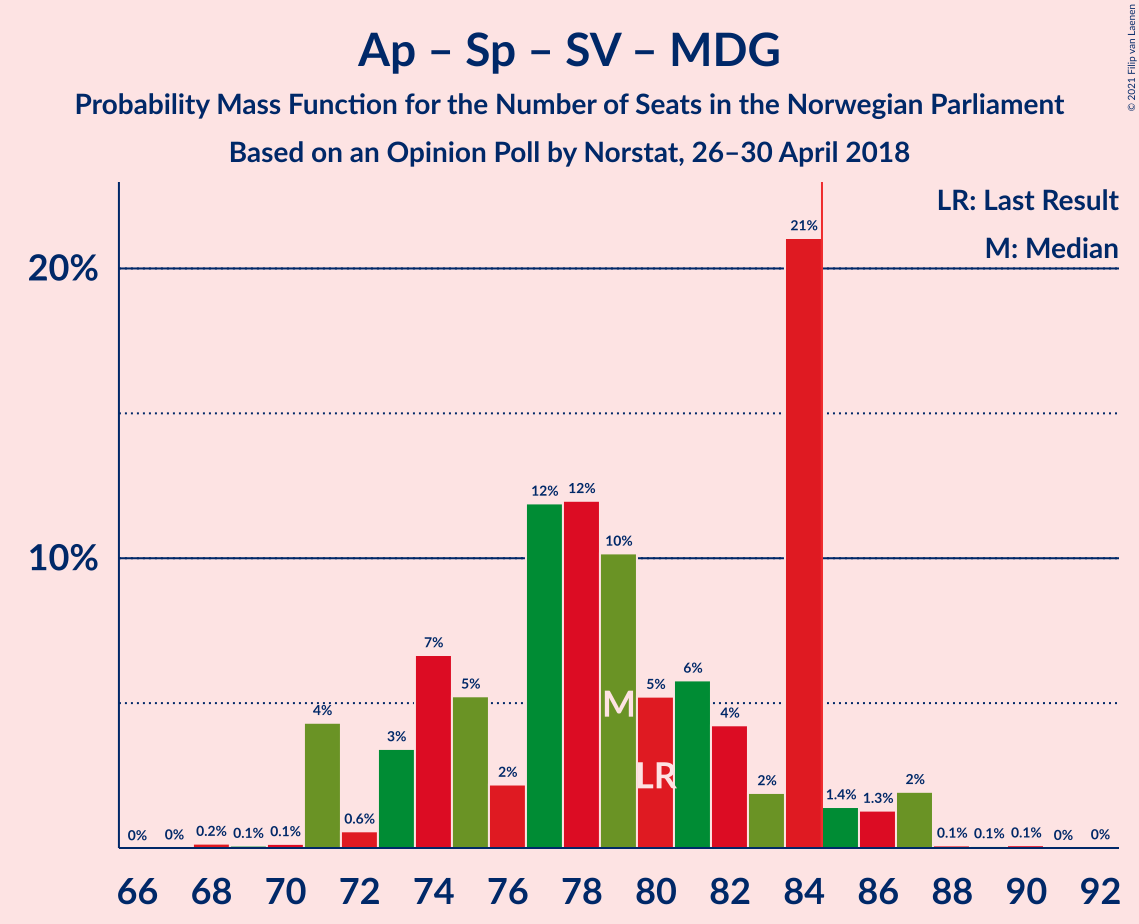 Ap – Sp – SV – MDG
Probability Mass Function for the Number of Seats in the Norwegian Parliament
Based on an Opinion Poll by Norstat, 26–30 April 2018
© 2021 Filip van Laenen
LR: Last Result
M: Median
20%
10%
0% 0% 0.2% 0.1% 0.1% 4% 0.6% 3% 7% 5% 2% 12% 12% 10% 5% 6% 4% 2% 21% 1.4% 1.3% 2% 0.1% 0.1% 0.1% 0% 0%
M
LR
66 68 70 72 74 76 78 80 82 84 86 88 90 92